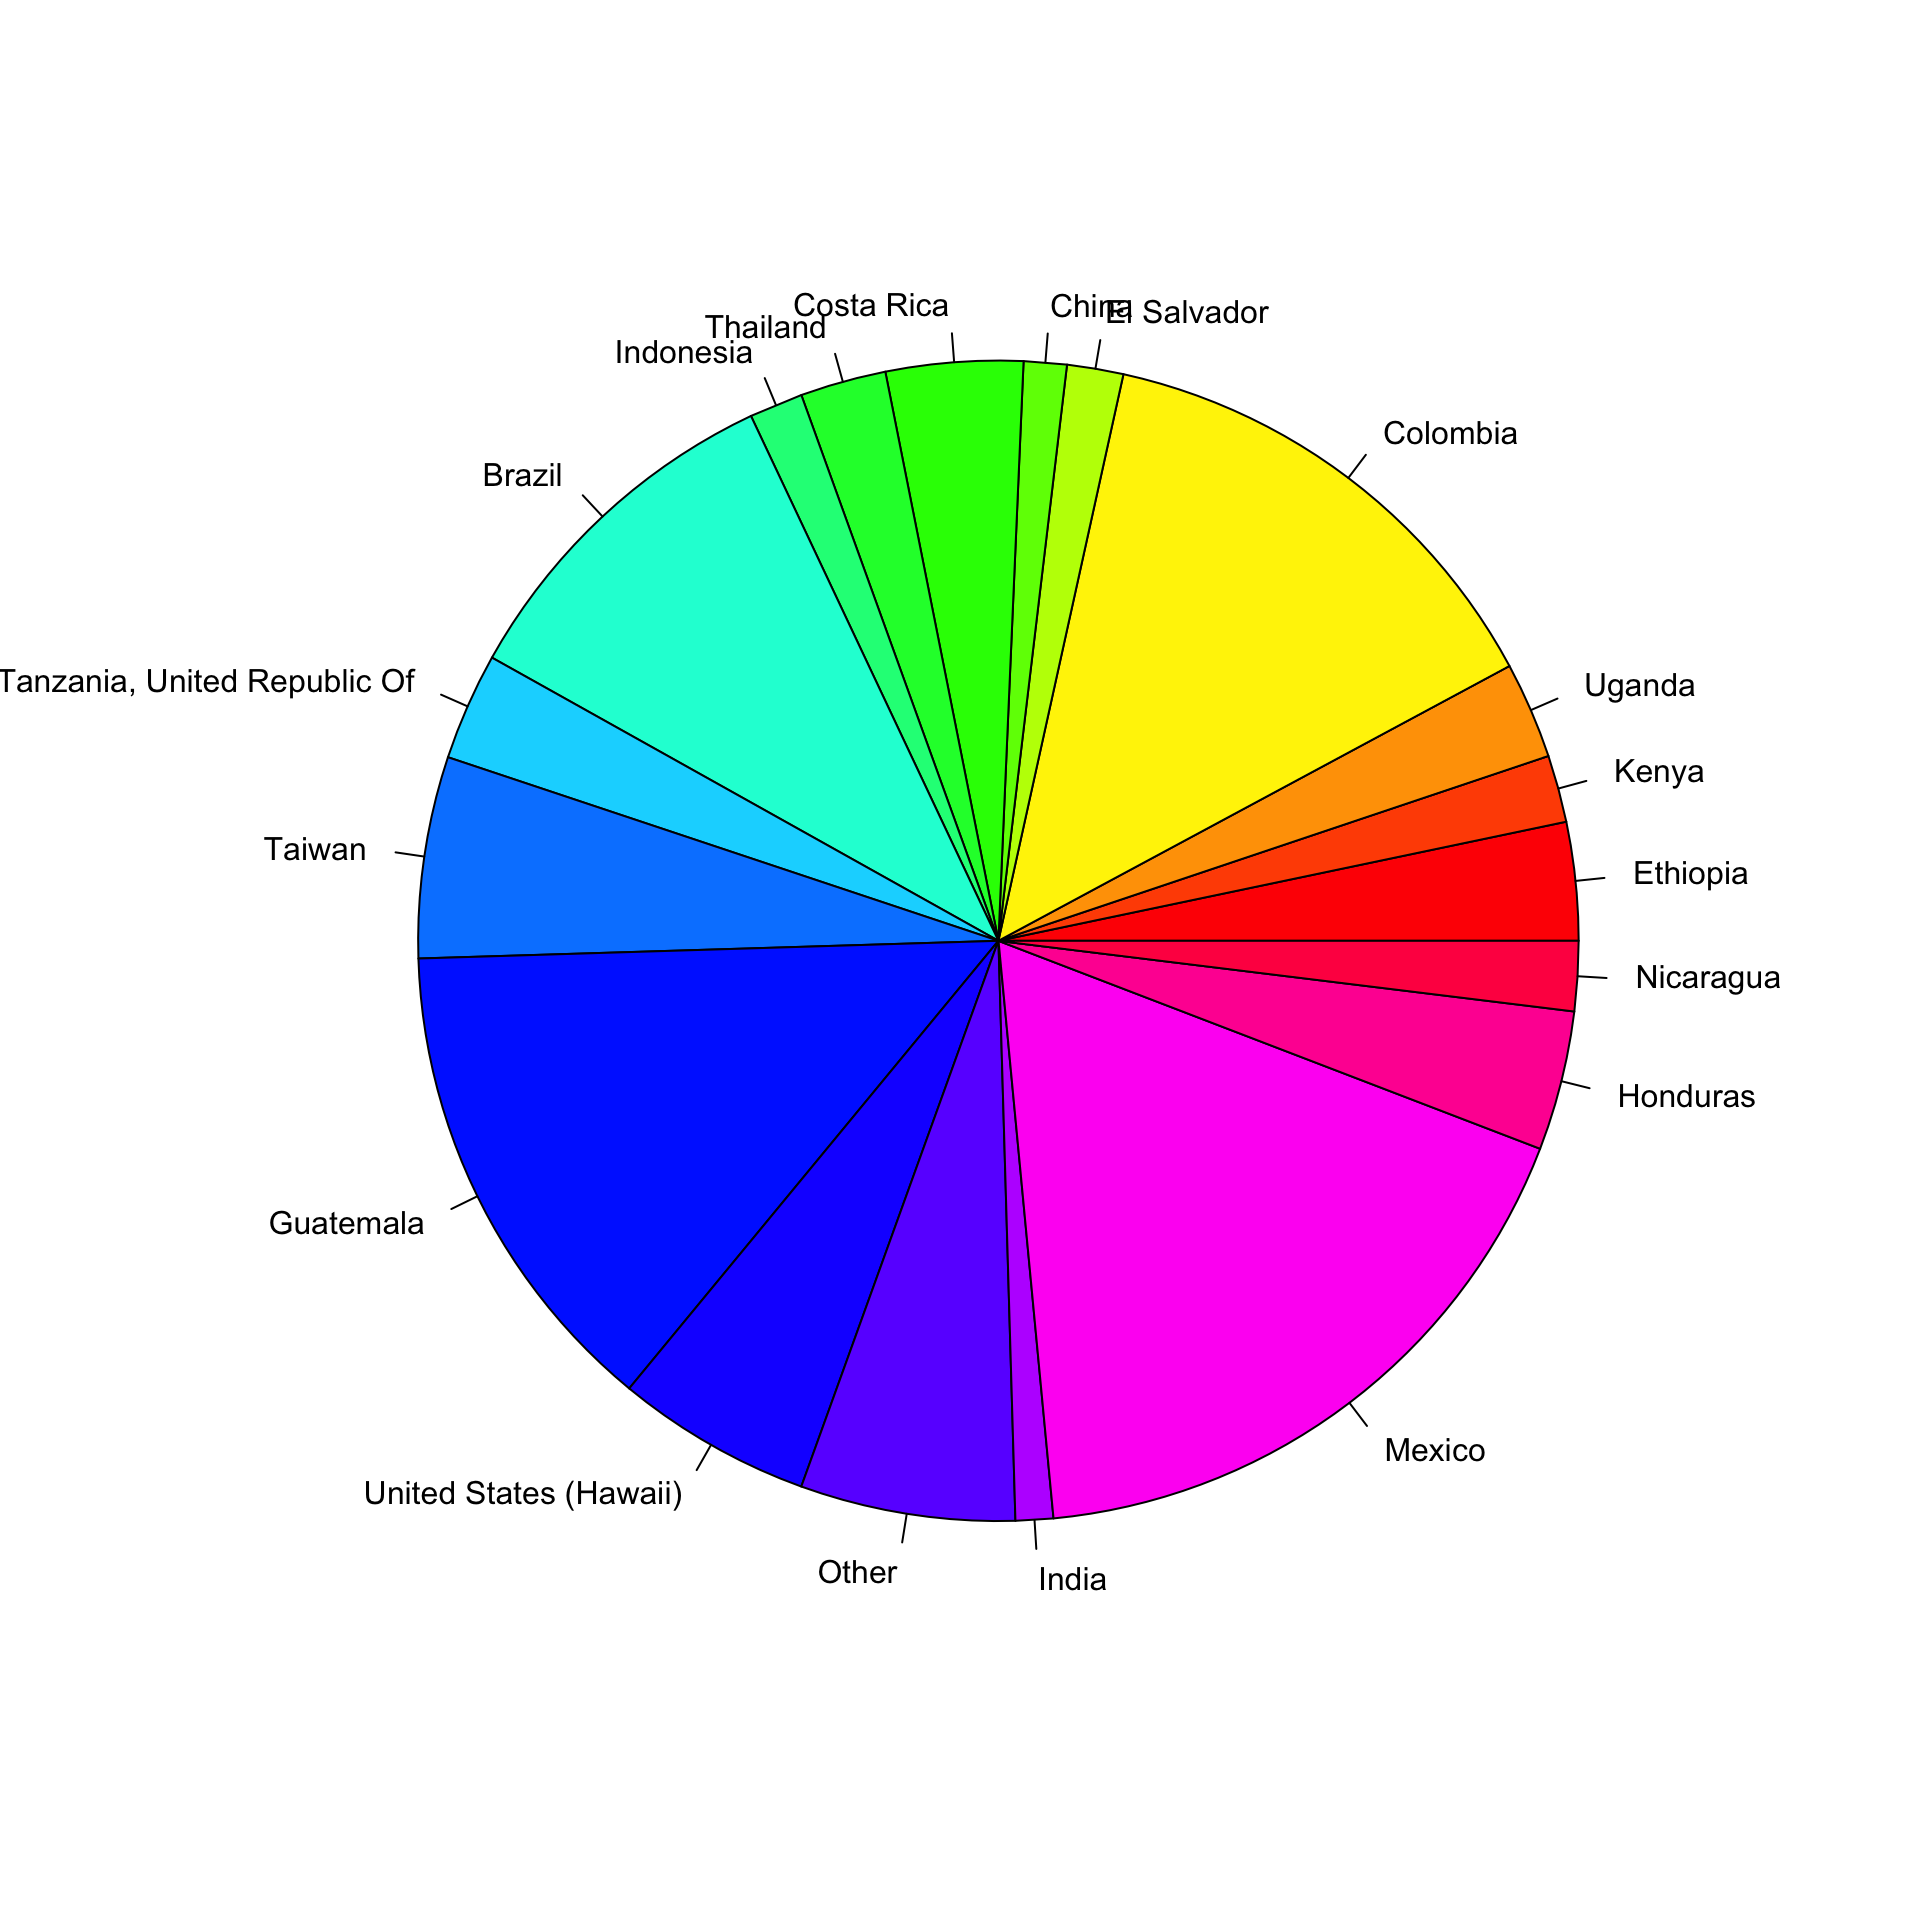 Costa Rica
China
El Salvador
Thailand
Indonesia
Colombia
Brazil
Tanzania, United Republic Of
Uganda
Kenya
Taiwan
Ethiopia
Nicaragua
Honduras
Guatemala
Mexico
United States (Hawaii)
Other
India